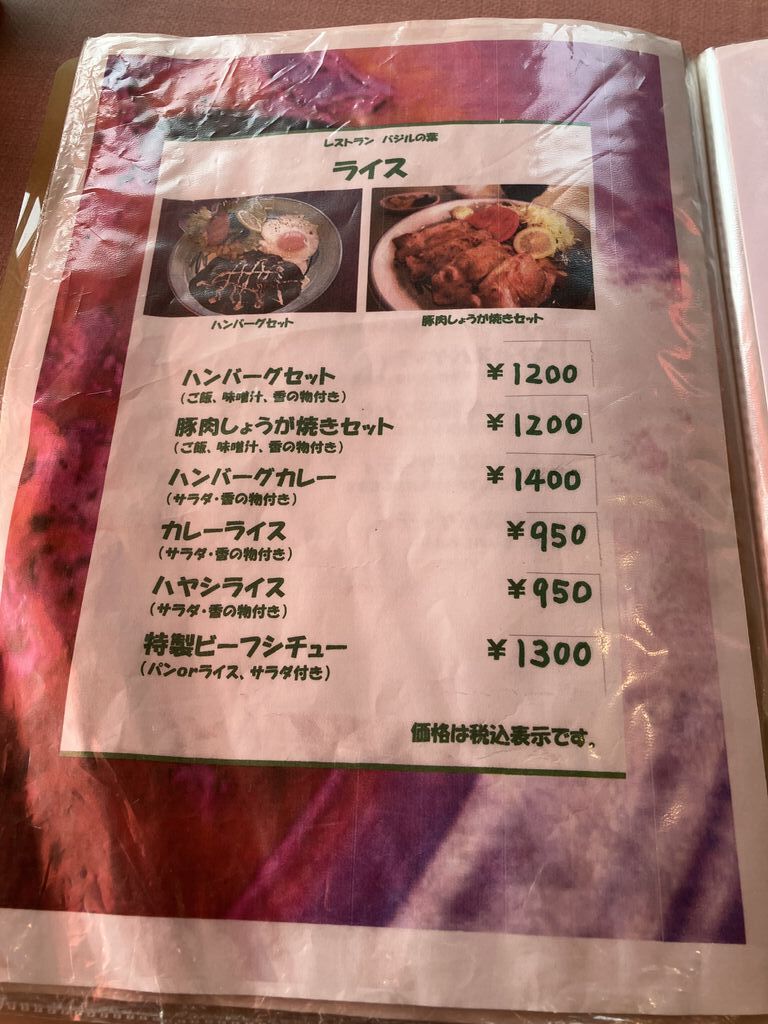 レストラン バジルの葉
ライス
ハンバーグセット
豚肉しょうが焼きセット
ハンバーグセット ¥1200
(ご飯、味噌汁、香の物付き)
豚肉しょうが焼きセット ¥1200
(ご飯、味噌汁、香の物付き)
ハンバーグカレー ¥1400
(サラダ・香の物付き)
カレーライス ¥950
(サラダ・香の物付き)
ハヤシライス ¥950
(サラダ・香の物付き)
特製ビーフシチュー ¥1300
(パンorライス、サラダ付き)
価格は税込表示です。